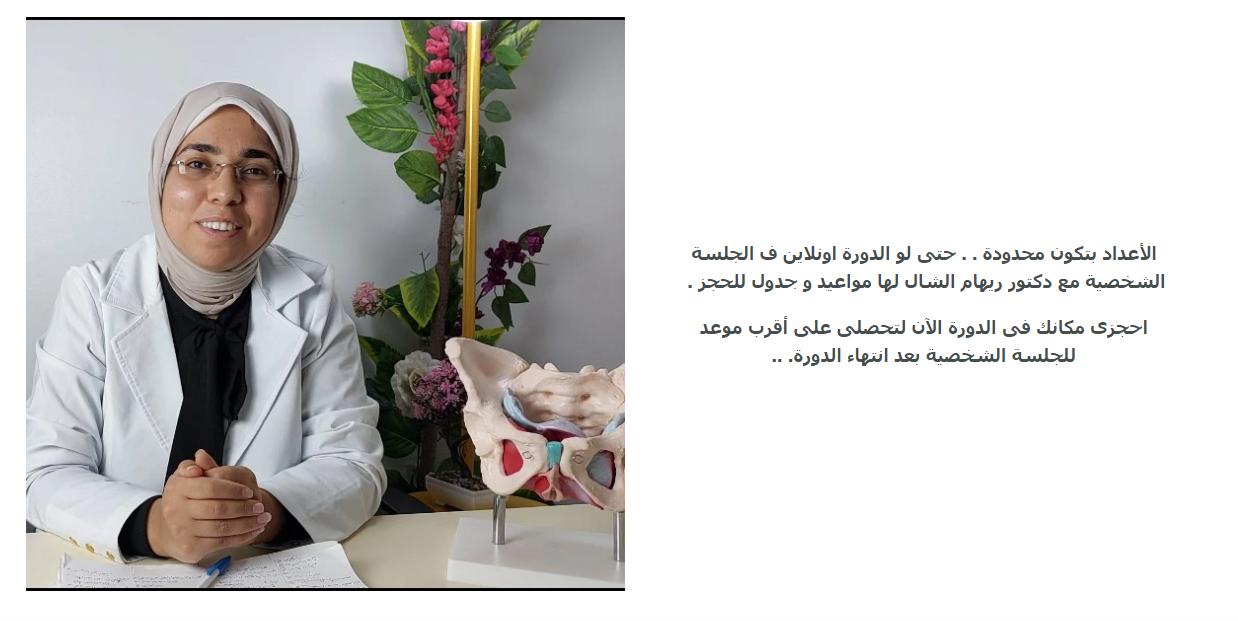 الأعداد بتكون محدودة . . حتى لو الدورة اونلاين ف الجلسة
الشخصية مع دكتور ريهام الشال لها مواعيد و جدول للحجز .
احجزى مكانك فى الدورة الآن لتحصلى على أقرب موعد
للجلسة الشخصية بعد انتهاء الدورة. ..